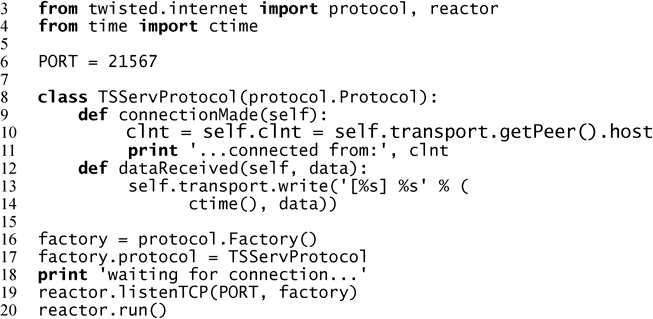 3 from twisted.internet import protocol, reactor
4 from time import ctime
5
6 PORT = 21567
7
8 class TSServProtocol(protocol.Protocol):
9     def connectionMade(self):
10         clnt = self.clnt = self.transport.getPeer().host
11         print '...connected from:', clnt
12     def dataReceived(self, data):
13         self.transport.write('[%s] %s' % (
14             ctime(), data))
15
16 factory = protocol.Factory()
17 factory.protocol = TSServProtocol
18 print 'waiting for connection...'
19 reactor.listenTCP(PORT, factory)
20 reactor.run()